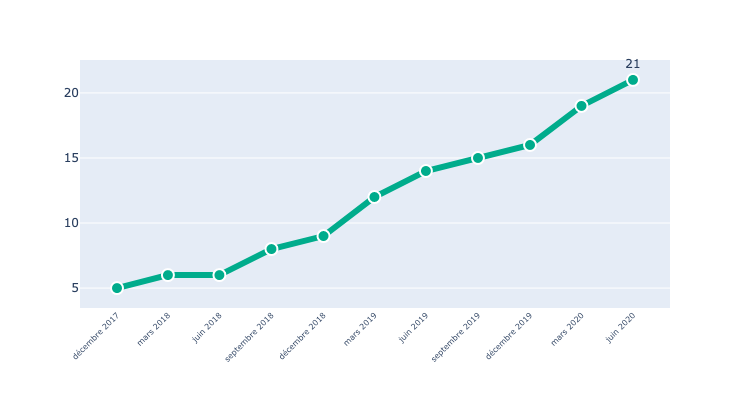 21
20
15
10
5
décembre 2017
mars 2018
juin 2018
septembre 2018
décembre 2018
mars 2019
juin 2019
septembre 2019
décembre 2019
mars 2020
juin 2020